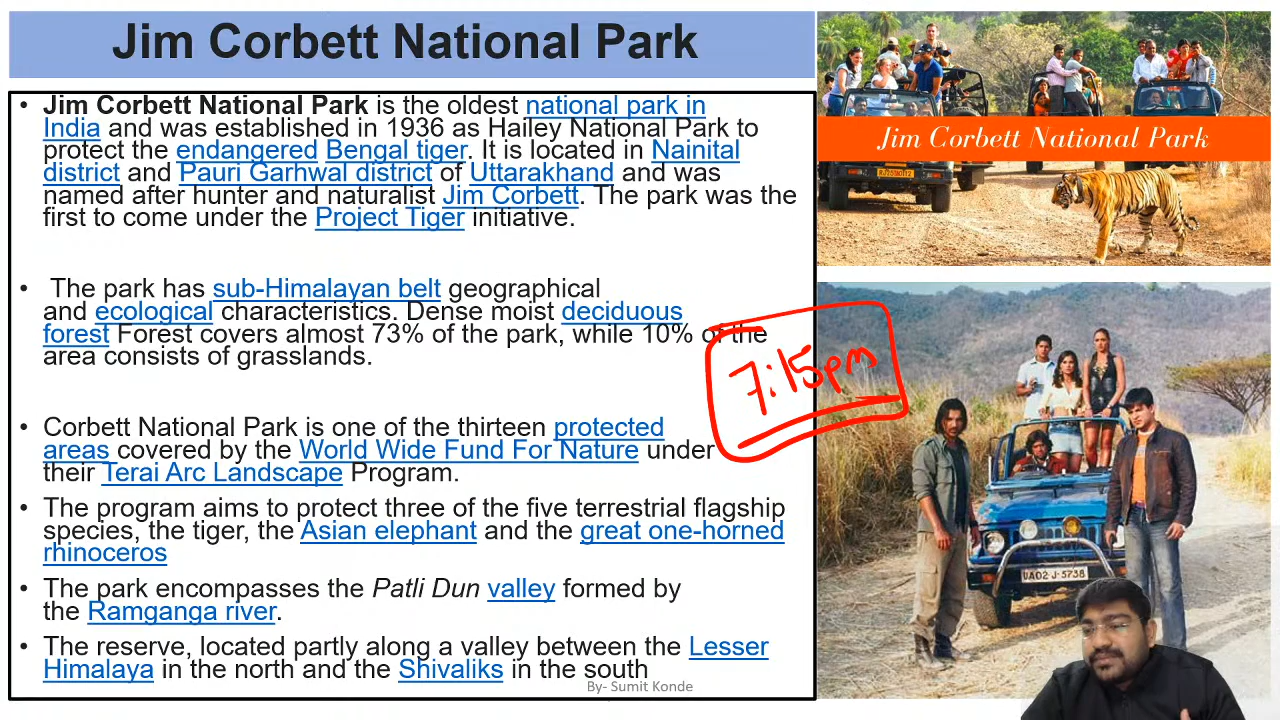 Jim Corbett National Park
• Jim Corbett National Park is the oldest national park in
India and was established in 1936 as Hailey National Park to
protect the endangered Bengal tiger. It is located in Nainital
district and Pauri Garhwal district of Uttarakhand and was
named after hunter and naturalist Jim Corbett. The park was the
first to come under the Project Tiger initiative.
• The park has sub-Himalayan belt geographical
and ecological characteristics. Dense moist deciduous
forest Forest covers almost 73% of the park, while 10% of the
area consists of grasslands.
• Corbett National Park is one of the thirteen protected
areas covered by the World Wide Fund For Nature under
their Terai Arc Landscape Program.
• The program aims to protect three of the five terrestrial flagship
species, the tiger, the Asian elephant and the great one-horned
rhinoceros
• The park encompasses the Patli Dun valley formed by
the Ramganga river.
• The reserve, located partly along a valley between the Lesser
Himalaya in the north and the Shivaliks in the south
By- Sumit Konde
Jim Corbett National Park
7:15pm
UA02 J-5738